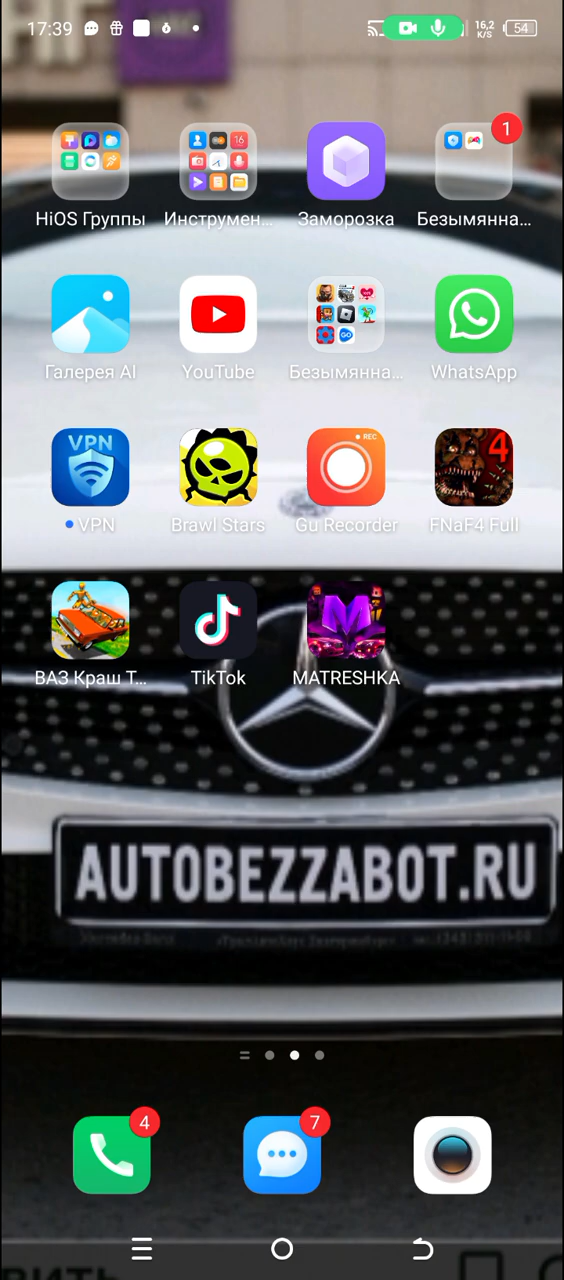 17:39
16,2
K/S
54
1
16
HiOS Группы
Инструмен...
Заморозка
Безымянна...
Галерея AI
YouTube
Безымянна...
WhatsApp
VPN
REC
4
VPN
Brawl Stars
Gu Recorder
FNaF4 Full
ВАЗ Краш Т...
TikTok
MATRESHKA
AUTOBEZZABOT.RU
4
7